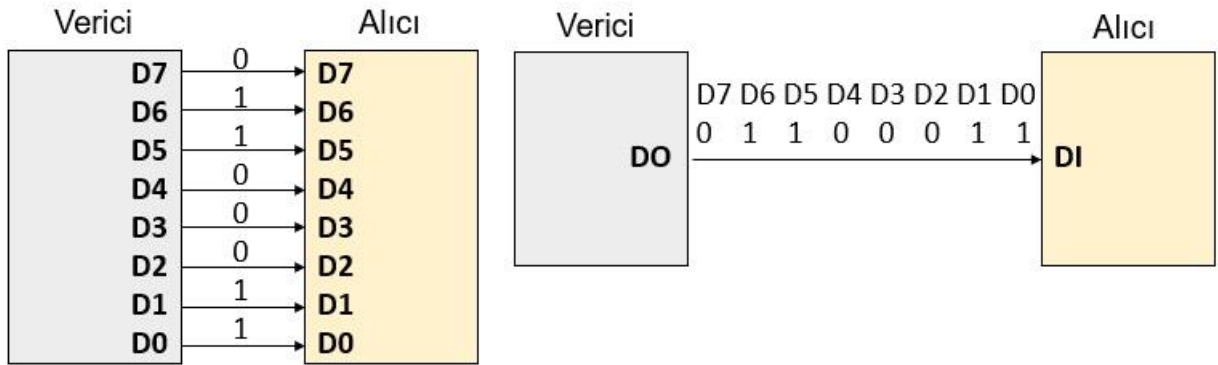 Verici Alıcı
D7 0 D7
D6 1 D6
D5 1 D5
D4 0 D4
D3 0 D3
D2 0 D2
D1 1 D1
D0 1 D0
Verici Alıcı
D7 D6 D5 D4 D3 D2 D1 D0
0 1 1 0 0 0 1 1
DO DI